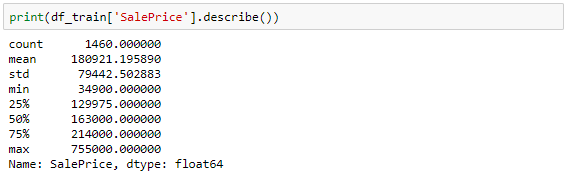 print(df_train['SalePrice'].describe())
count 1460.000000
mean 180921.195890
std 79442.502883
min 34900.000000
25% 129975.000000
50% 163000.000000
75% 214000.000000
max 755000.000000
Name: SalePrice, dtype: float64